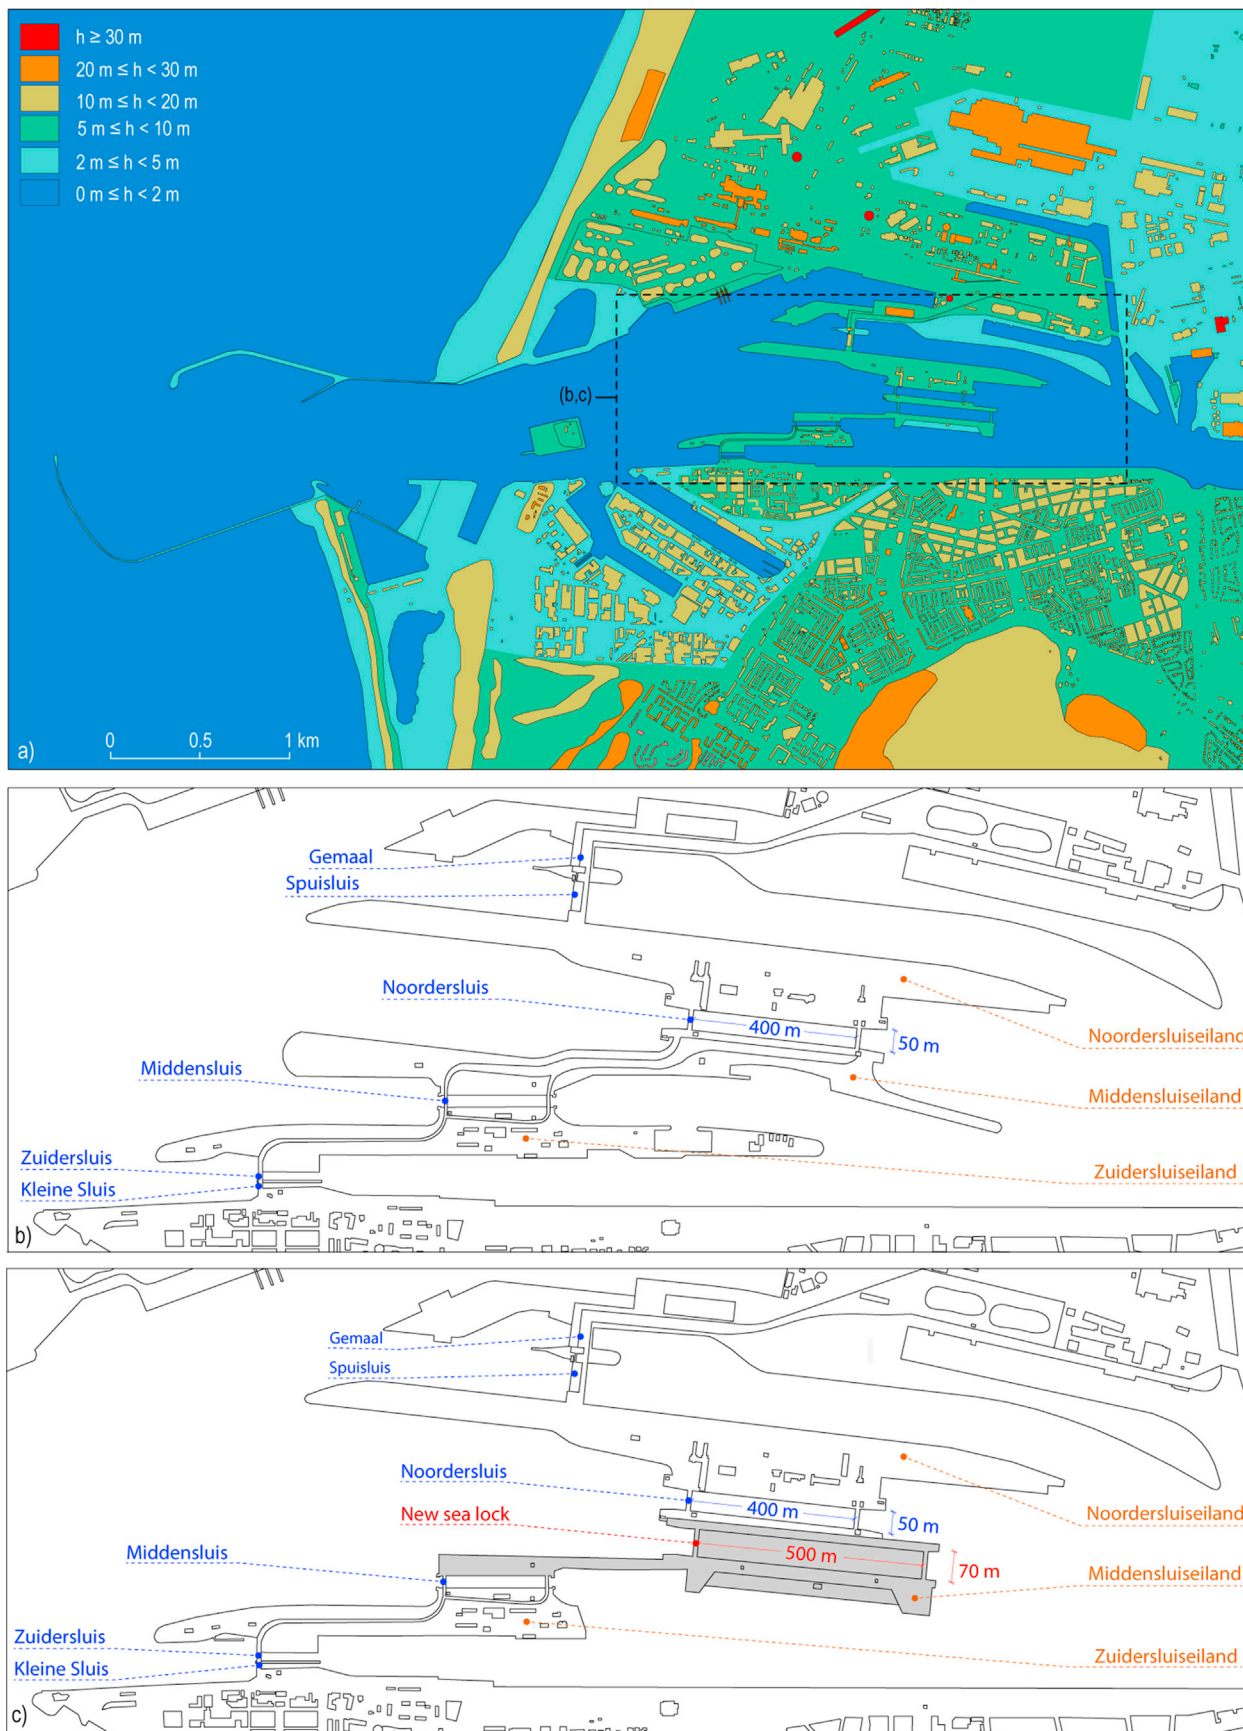 h ≥ 30 m
20 m ≤ h < 30 m
10 m ≤ h < 20 m
5 m ≤ h < 10 m
2 m ≤ h < 5 m
0 m ≤ h < 2 m
(b,c)
0 0.5 1 km
a)
Gemaal
Spuisluis
Noordersluis
400 m
50 m
Noordersluiseiland
Middensluis
Middensluiseiland
Zuidersluis
Zuidersluiseiland
Kleine Sluis
b)
Gemaal
Spuisluis
Noordersluis
400 m
50 m
Noordersluiseiland
New sea lock
500 m
70 m
Middensluis
Middensluiseiland
Zuidersluis
Zuidersluiseiland
Kleine Sluis
c)